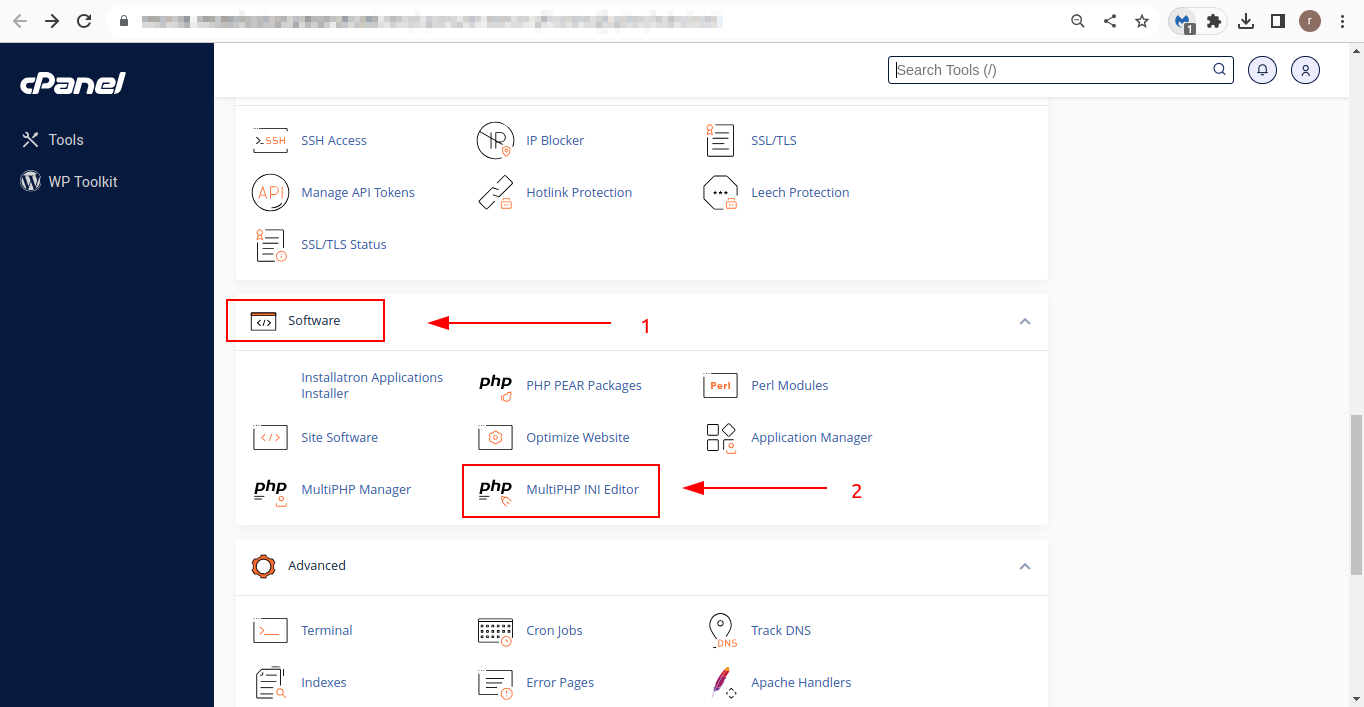 1
r
cPanel
Search Tools (/)
Tools
WP Toolkit
SSH
SSH Access
IP
IP Blocker
SSL/TLS
API
Manage API Tokens
Hotlink Protection
Leech Protection
SSL/TLS Status
Software
1
Installatron Applications
Installer
php
PHP PEAR Packages
Perl
Perl Modules
Site Software
Optimize Website
Application Manager
php
MultiPHP Manager
php
MultiPHP INI Editor
2
Advanced
Terminal
Cron Jobs
DNS
Track DNS
Indexes
Error Pages
Apache Handlers